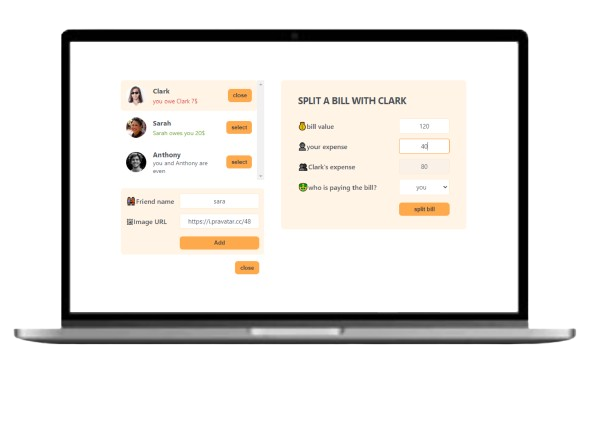 Clark
you owe Clark 7$
close
Sarah
Sarah owes you 20$
select
Anthony
you and Anthony are
even
select
Friend name
sara
Image URL
https://i.pravatar.cc/48
Add
close
SPLIT A BILL WITH CLARK
bill value
120
your expense
40
Clark's expense
80
who is paying the bill?
you
split bill